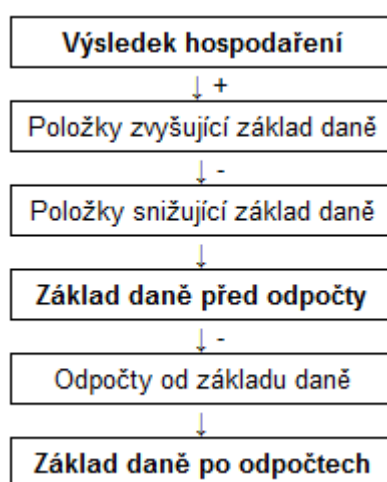 Výsledek hospodaření
↓ +
Položky zvyšující základ daně
↓ -
Položky snižující základ daně
↓
Základ daně před odpočty
↓ -
Odpočty od základu daně
↓
Základ daně po odpočtech